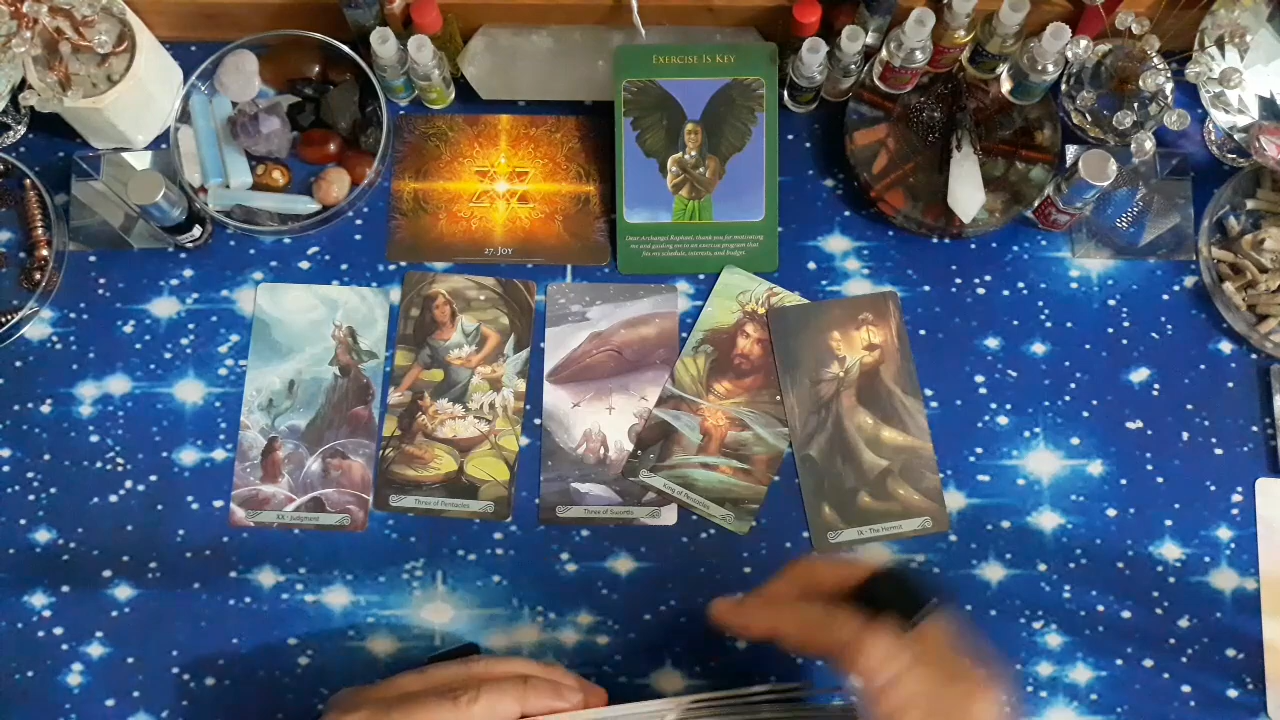 EXERCISE IS KEY
Dear Archangel Raphael, thank you for motivating
me and guiding me to an exercise program that
fits my schedule, interests, and budget.
27. JOY
XX · Judgment
Three of Pentacles
Three of Swords
King of Pentacles
IX · The Hermit